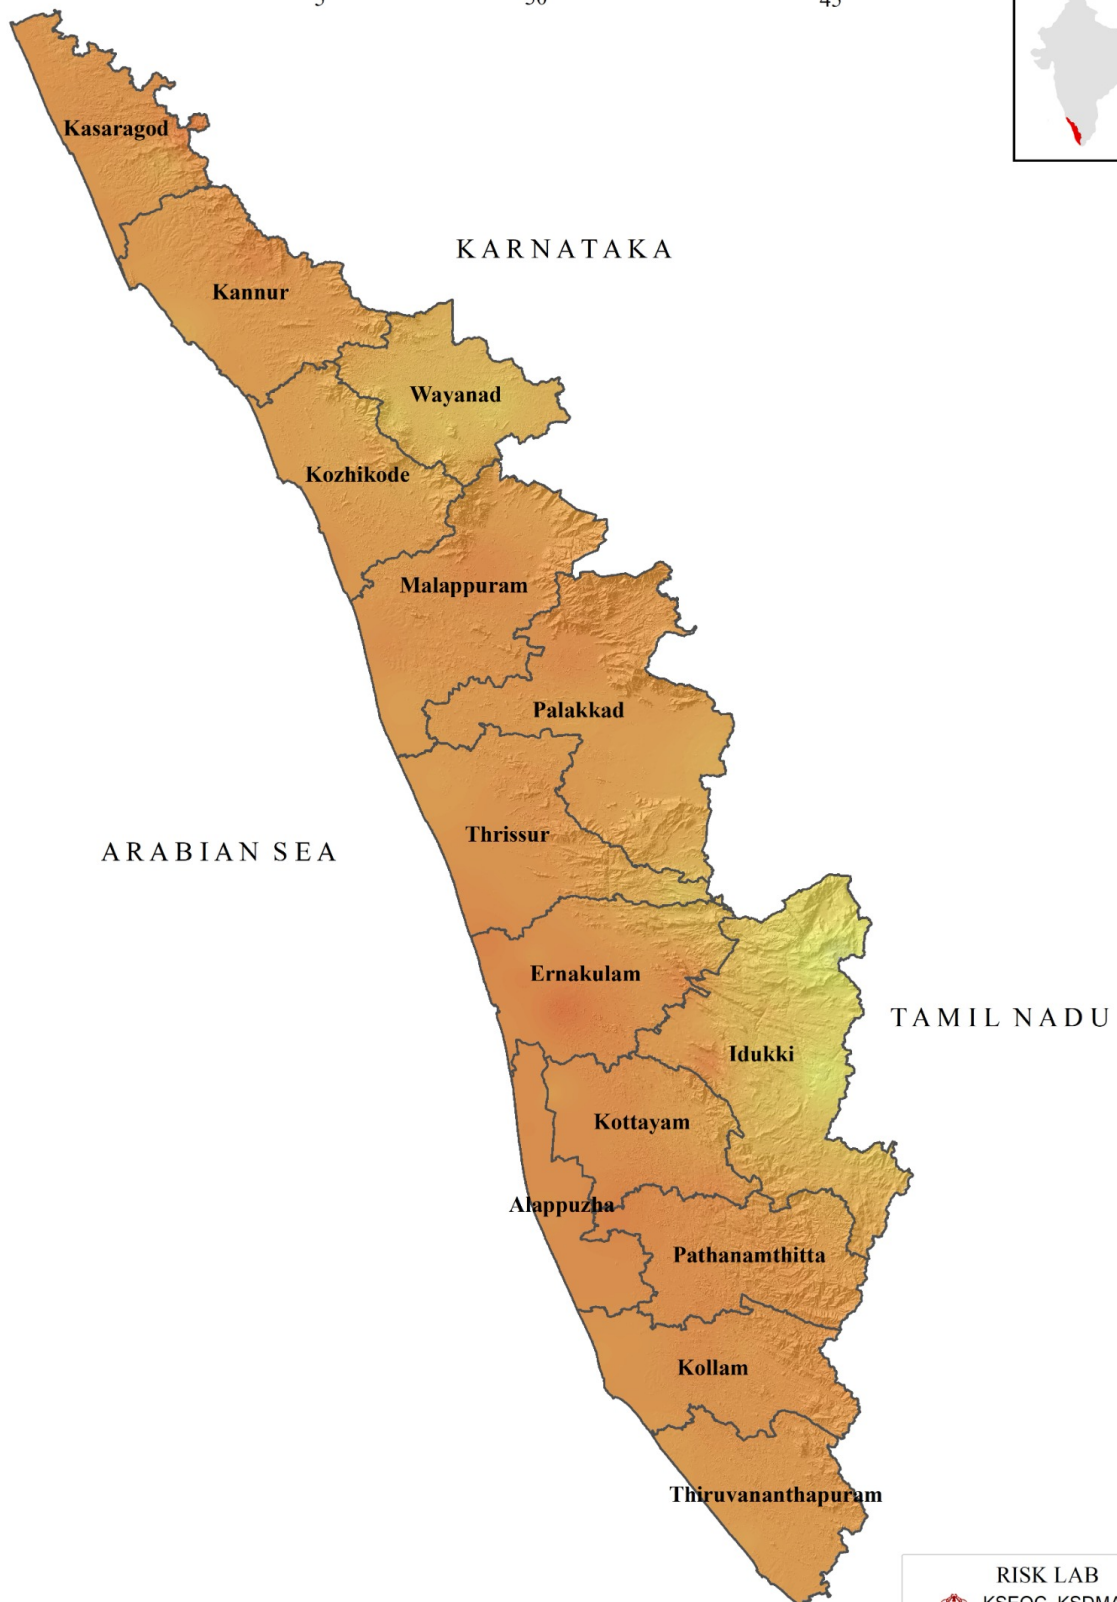 Kasaragod
KARNATAKA
Kannur
Wayanad
Kozhikode
Malappuram
Palakkad
Thrissur
ARABIAN SEA
Ernakulam
TAMIL NADU
Idukki
Kottayam
Alappuzha
Pathanamthitta
Kollam
Thiruvananthapuram
RISK LAB